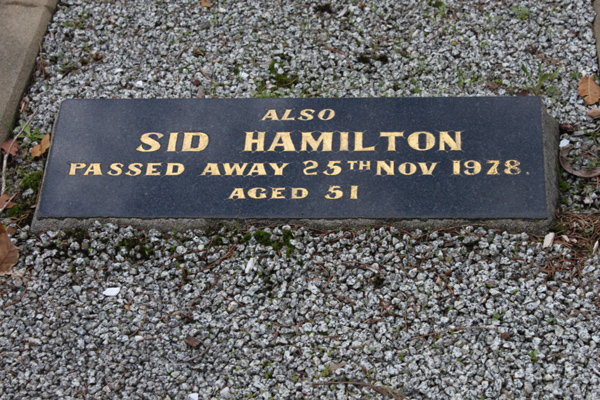 ALSO
SID HAMILTON
PASSED AWAY 25TH NOV 1978.
AGED 51